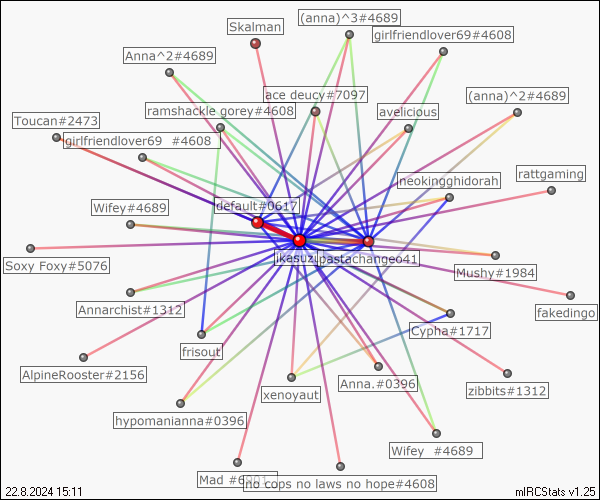 (anna)^3#4689
Skalman
girlfriendlover69#4608
Anna^2#4689
ace deucy#7097
(anna)^2#4689
ramshackle gorey#4608
avelicious
Toucan#2473
girlfriendlover69 #4608
neokingghidorah
rattgaming
Wifey#4689
default#0617
jkasuzi
pastachangeo41
Soxy Foxy#5076
Mushy#1984
Annarchist#1312
fakedingo
Cypha#1717
frisout
AlpineRooster#2156
Anna.#0396
zibbits#1312
xenoyaut
hypomanianna#0396
Wifey #4689
Mad
no cops no laws no hope#4608
22.8.2024 15:11
mIRCStats v1.25